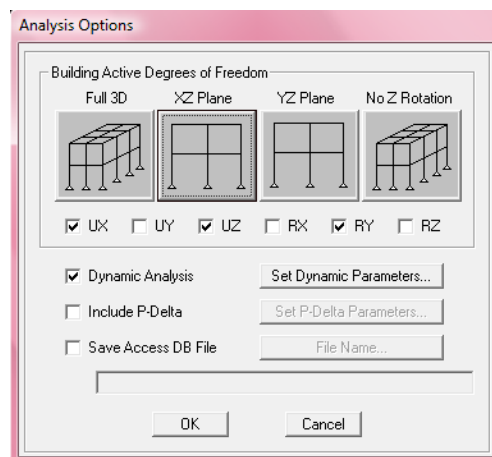 Analysis Options
Building Active Degrees of Freedom
Full 3D XZ Plane YZ Plane No Z Rotation
UX UY UZ RX RY RZ
Dynamic Analysis Set Dynamic Parameters...
Include P-Delta Set P-Delta Parameters...
Save Access DB File File Name...
OK Cancel